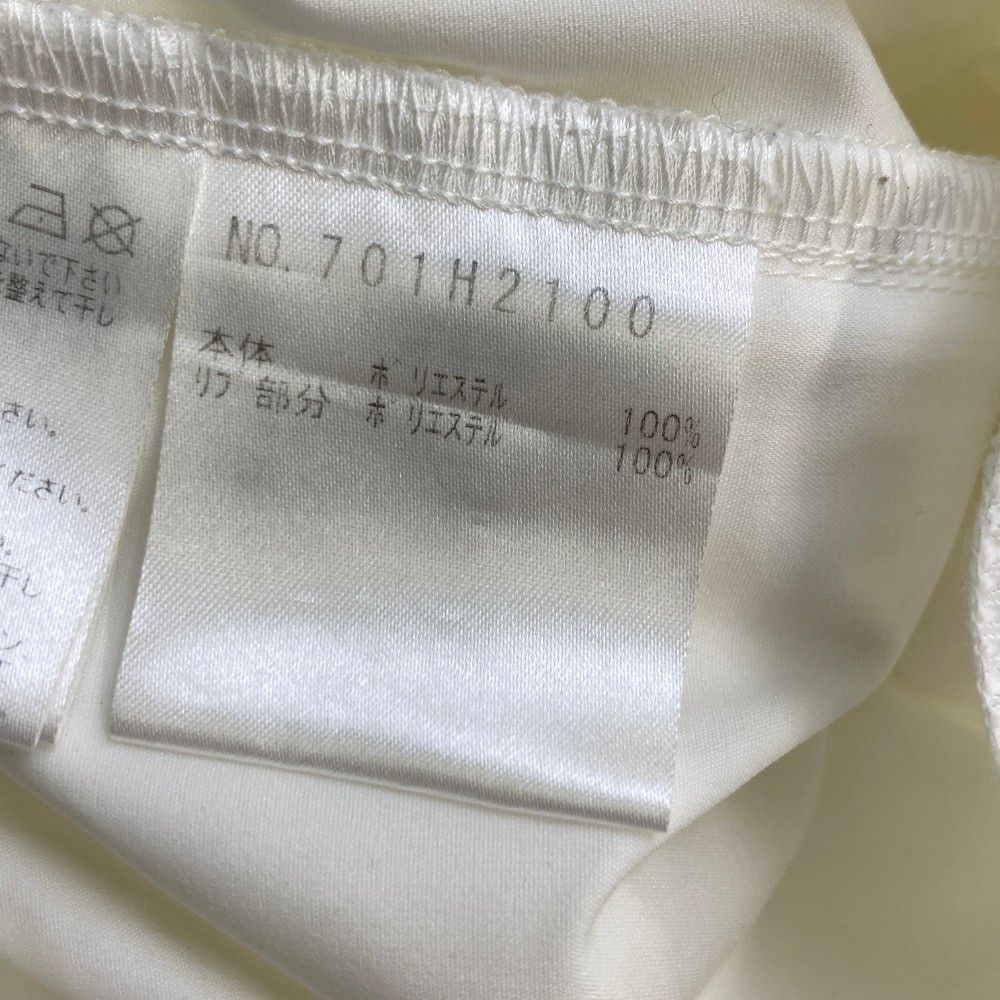 NO. 701H2100
本体 ポリエステル 100%
リブ 部分 ポリエステル 100%
ないで下さい
整えて干し
さい。
ください。
干し
ン